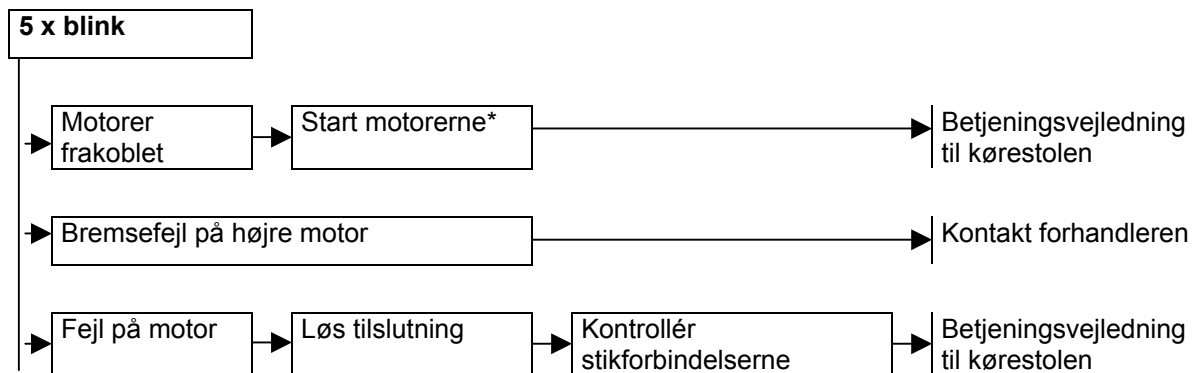 5 x blink
Motorer
frakoblet
Start motorerne*
Betjeningsvejledning
til kørestolen
Bremsefejl på højre motor
Kontakt forhandleren
Fejl på motor
Løs tilslutning
Kontrollér
stikforbindelserne
Betjeningsvejledning
til kørestolen